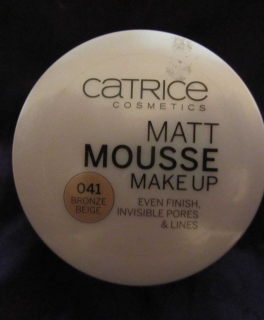 CATRICE
COSMETICS
MATT
MOUSSE
MAKE UP
041
BRONZE
BEIGE
EVEN FINISH,
INVISIBLE PORES
& LINES